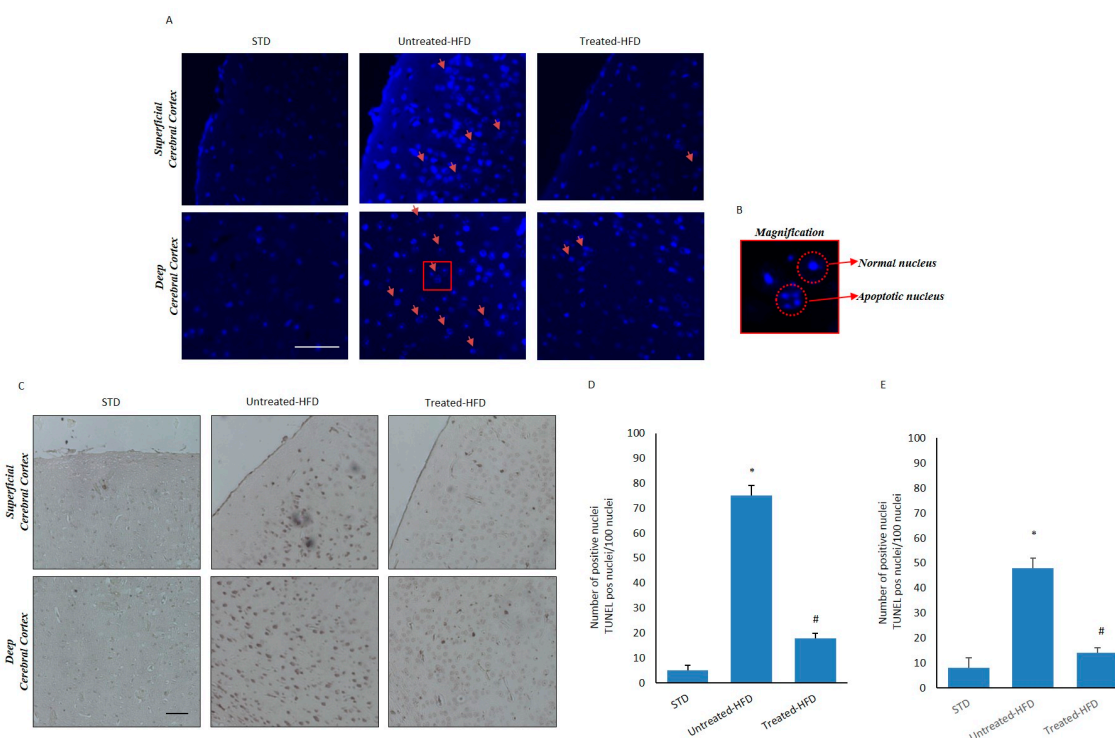 A
STD
Untreated-HFD
Treated-HFD
Superficial
Cerebral Cortex
Deep
Cerebral Cortex
B
Magnification
Normal nucleus
Apoptotic nucleus
C
STD
Untreated-HFD
Treated-HFD
Superficial
Cerebral Cortex
Deep
Cerebral Cortex
D
Number of positive nuclei
TUNEL pos nuclei/100 nuclei
100
90
80
70
60
50
40
30
20
10
0
*
#
STD
Untreated-HFD
Treated-HFD
E
Number of positive nuclei
TUNEL pos nuclei/100 nuclei
100
90
80
70
60
50
40
30
20
10
0
*
#
STD
Untreated-HFD
Treated-HFD